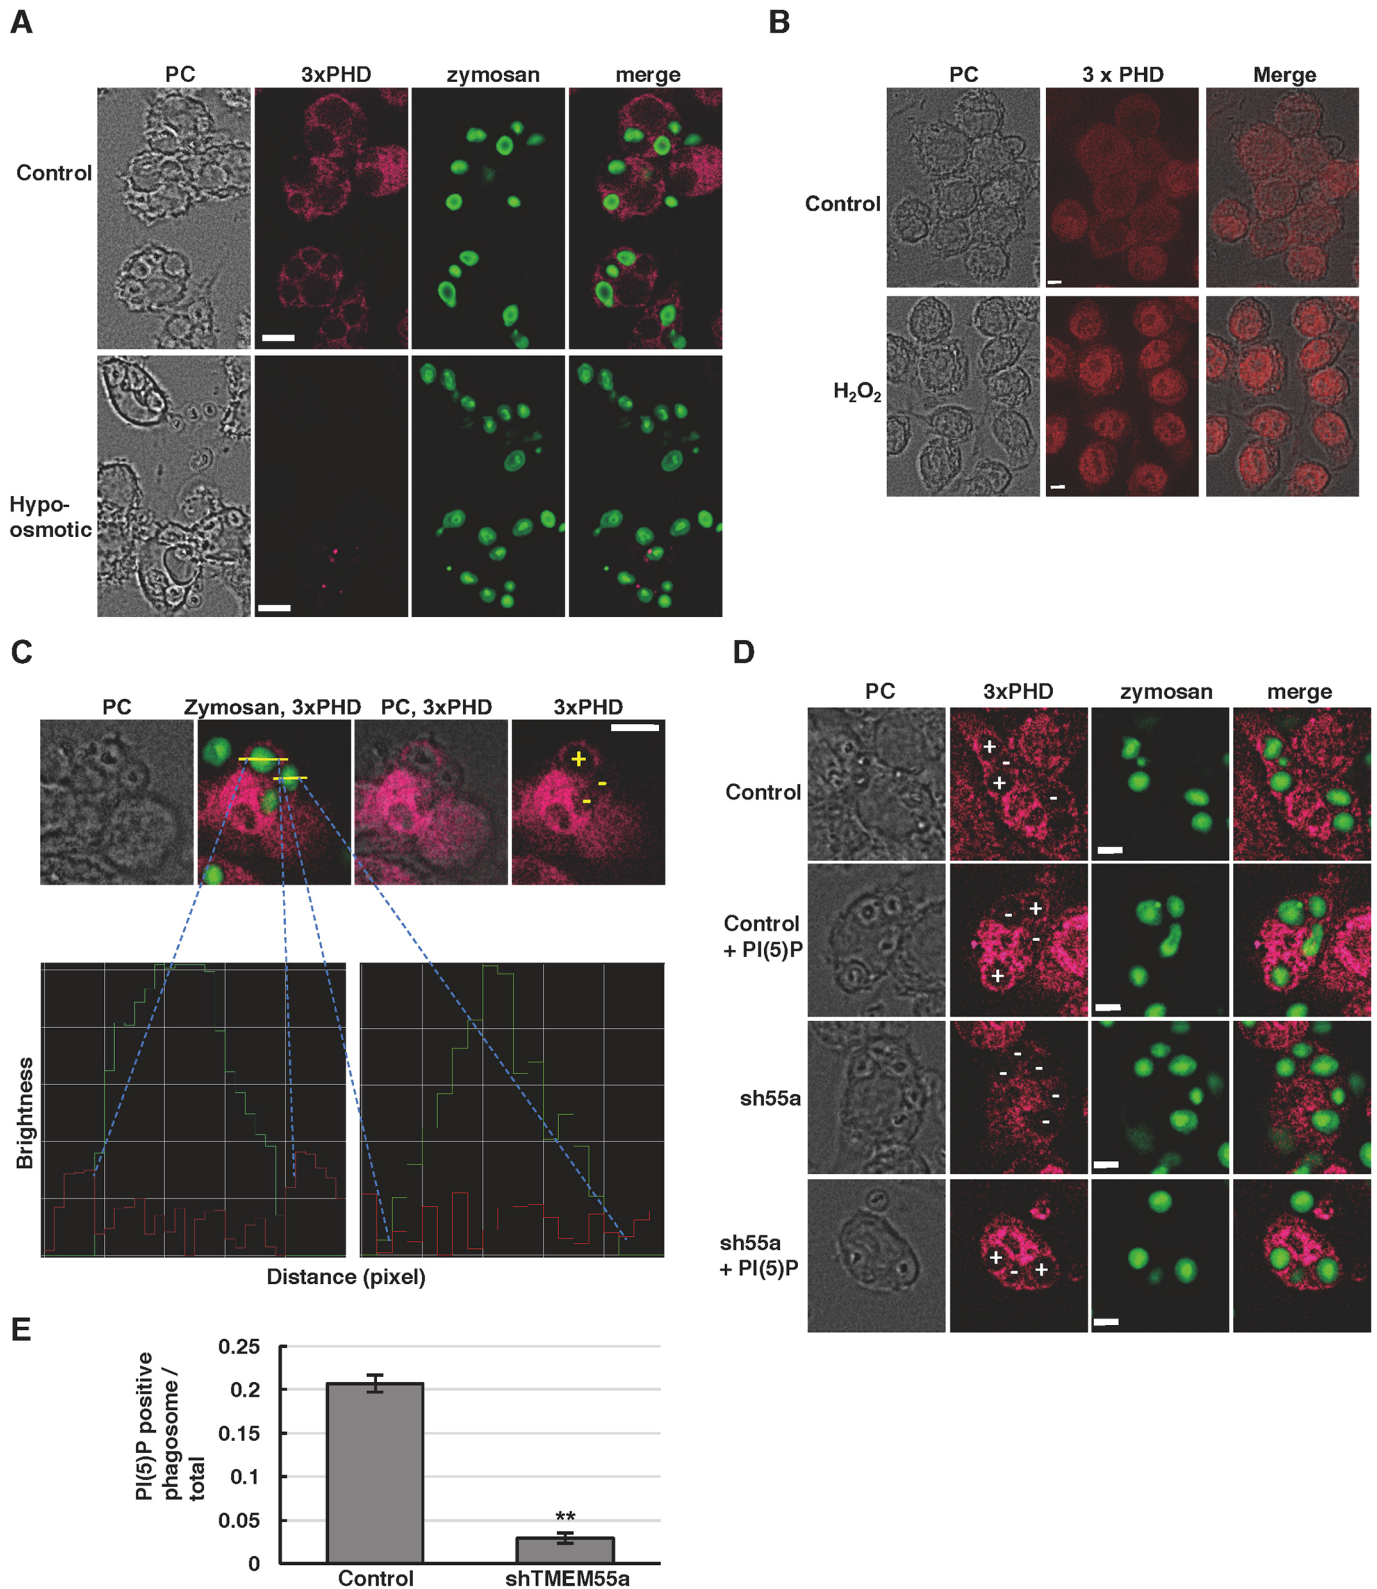 A
PC 3xPHD zymosan merge
Control
Hypo-
osmotic
B
PC 3 x PHD Merge
Control
H₂O₂
C
PC Zymosan, 3xPHD PC, 3xPHD 3xPHD
+
-
-
Brightness
Distance (pixel)
D
PC 3xPHD zymosan merge
Control
+
-
+
-
Control
+ PI(5)P
+
-
-
+
sh55a
-
-
-
-
-
sh55a
+ PI(5)P
+
-
+
E
PI(5)P positive
phagosome /
total
0.25
0.2
0.15
0.1
0.05
0
**
Control shTMEM55a